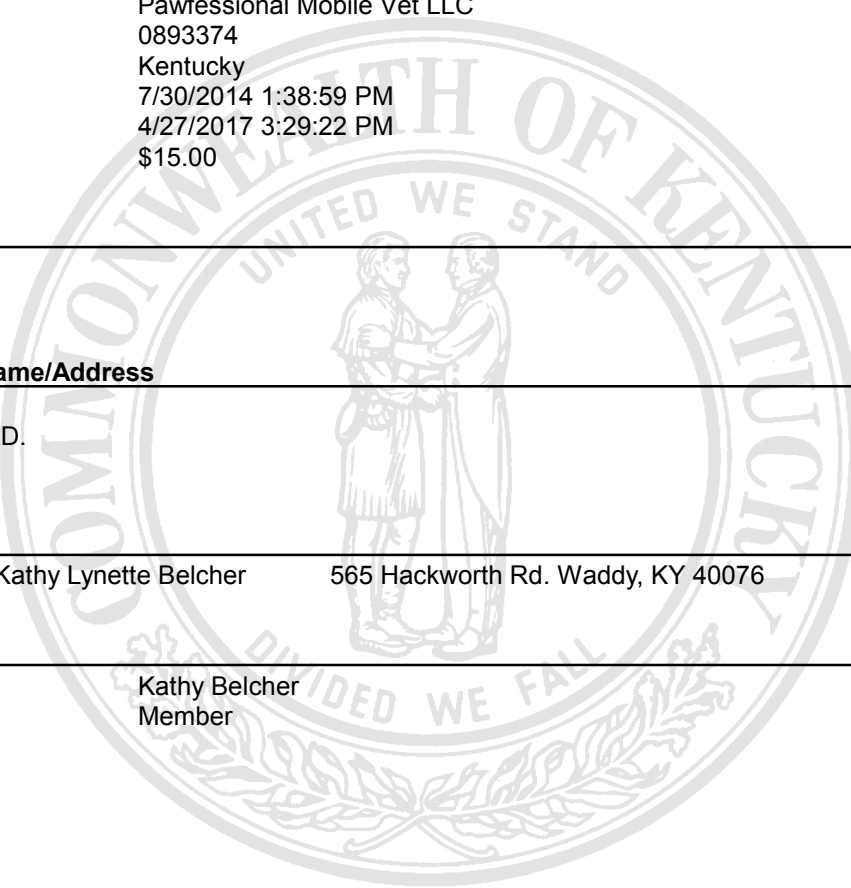 Pawfessional Mobile Vet LLC
0893374
Kentucky
7/30/2014 1:38:59 PM
4/27/2017 3:29:22 PM
$15.00
COMMONWEALTH OF KENTUCKY
UNITED WE STAND
ame/Address
D.
Kathy Lynette Belcher 565 Hackworth Rd. Waddy, KY 40076
DIVIDED WE FALL
Kathy Belcher
Member